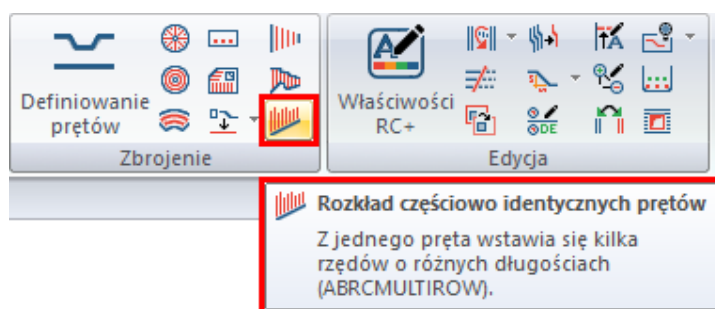 Definiowanie
prętów
Zbrojenie
Właściwości
RC+
Edycja
Rozkład częściowo identycznych prętów
Z jednego pręta wstawia się kilka
rzędów o różnych długościach
(ABRCMULTIROW).